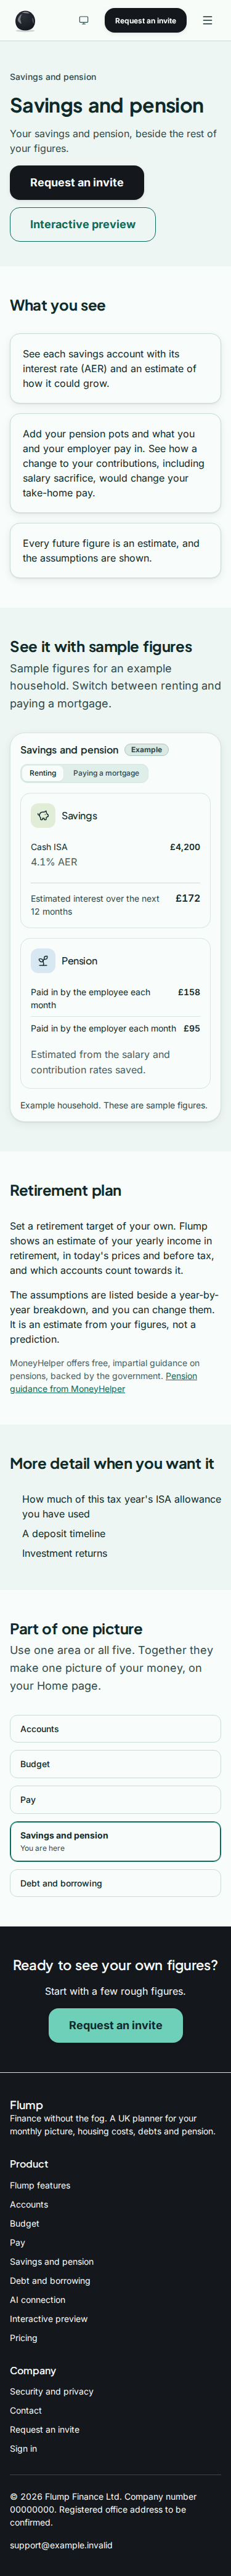 Request an invite
Savings and pension
Savings and pension
Your savings and pension, beside the rest of
your figures.
Request an invite
Interactive preview
What you see
See each savings account with its
interest rate (AER) and an estimate of
how it could grow.
Add your pension pots and what you
and your employer pay in. See how a
change to your contributions, including
salary sacrifice, would change your
take-home pay.
Every future figure is an estimate, and
the assumptions are shown.
See it with sample figures
Sample figures for an example
household. Switch between renting and
paying a mortgage.
Savings and pension Example
Renting Paying a mortgage
Savings
Cash ISA £4,200
4.1% AER
Estimated interest over the next £172
12 months
Pension
Paid in by the employee each £158
month
Paid in by the employer each month £95
Estimated from the salary and
contribution rates saved.
Example household. These are sample figures.
Retirement plan
Set a retirement target of your own. Flump
shows an estimate of your yearly income in
retirement, in today's prices and before tax,
and which accounts count towards it.
The assumptions are listed beside a year-by-
year breakdown, and you can change them.
It is an estimate from your figures, not a
prediction.
MoneyHelper offers free, impartial guidance on
pensions, backed by the government. Pension
guidance from MoneyHelper
More detail when you want it
How much of this tax year's ISA allowance
you have used
A deposit timeline
Investment returns
Part of one picture
Use one area or all five. Together they
make one picture of your money, on
your Home page.
Accounts
Budget
Pay
Savings and pension
You are here
Debt and borrowing
Ready to see your own figures?
Start with a few rough figures.
Request an invite
Flump
Finance without the fog. A UK planner for your
monthly picture, housing costs, debts and pension.
Product
Flump features
Accounts
Budget
Pay
Savings and pension
Debt and borrowing
AI connection
Interactive preview
Pricing
Company
Security and privacy
Contact
Request an invite
Sign in
© 2026 Flump Finance Ltd. Company number
00000000. Registered office address to be
confirmed.
support@example.invalid